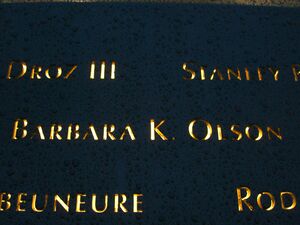 DROZ III STANLEY
BARBARA K. OLSON
BEUNEURE ROD